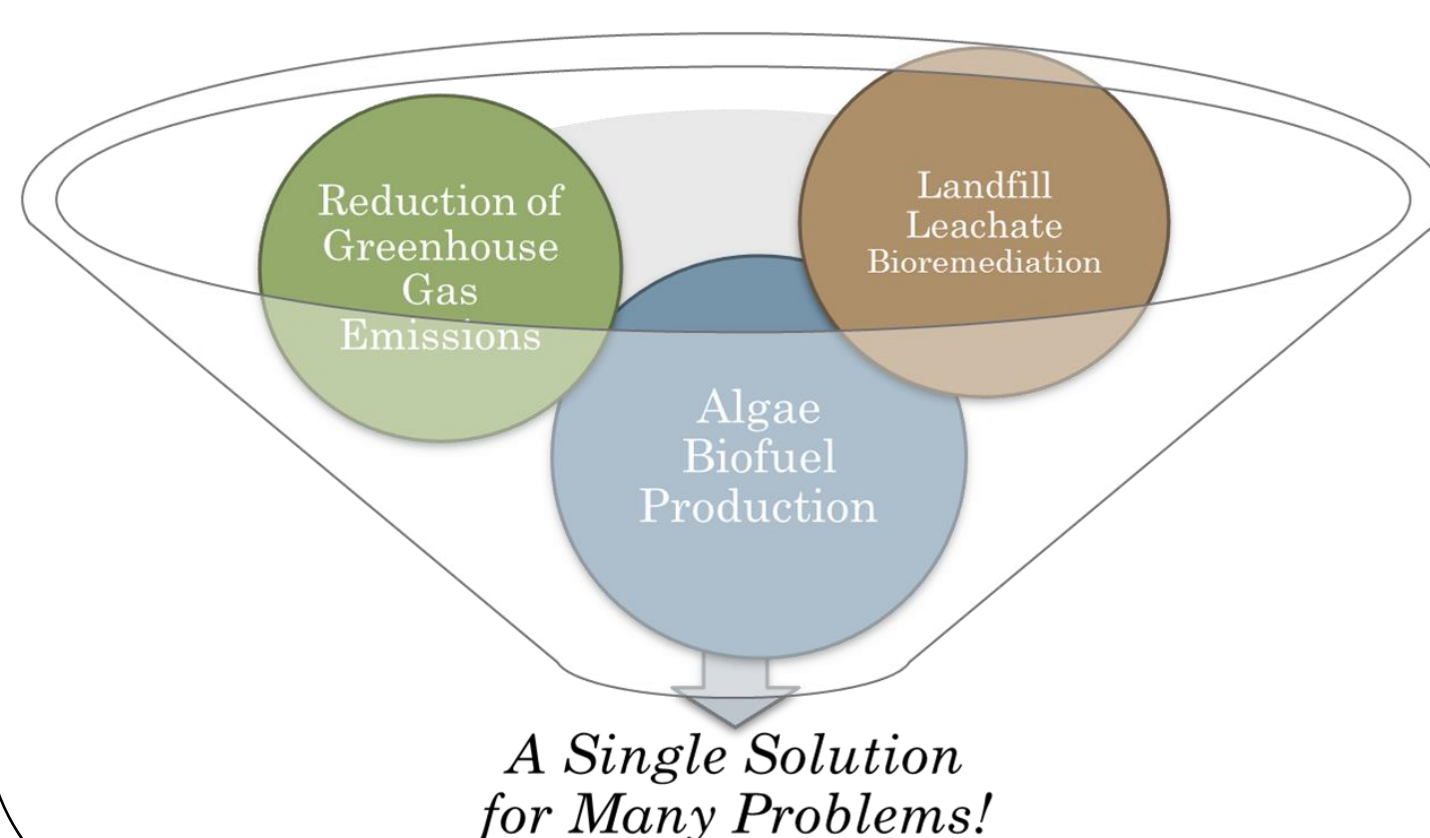 Reduction of
Greenhouse
Gas
Emissions
Landfill
Leachate
Bioremediation
Algae
Biofuel
Production
A Single Solution
for Many Problems!